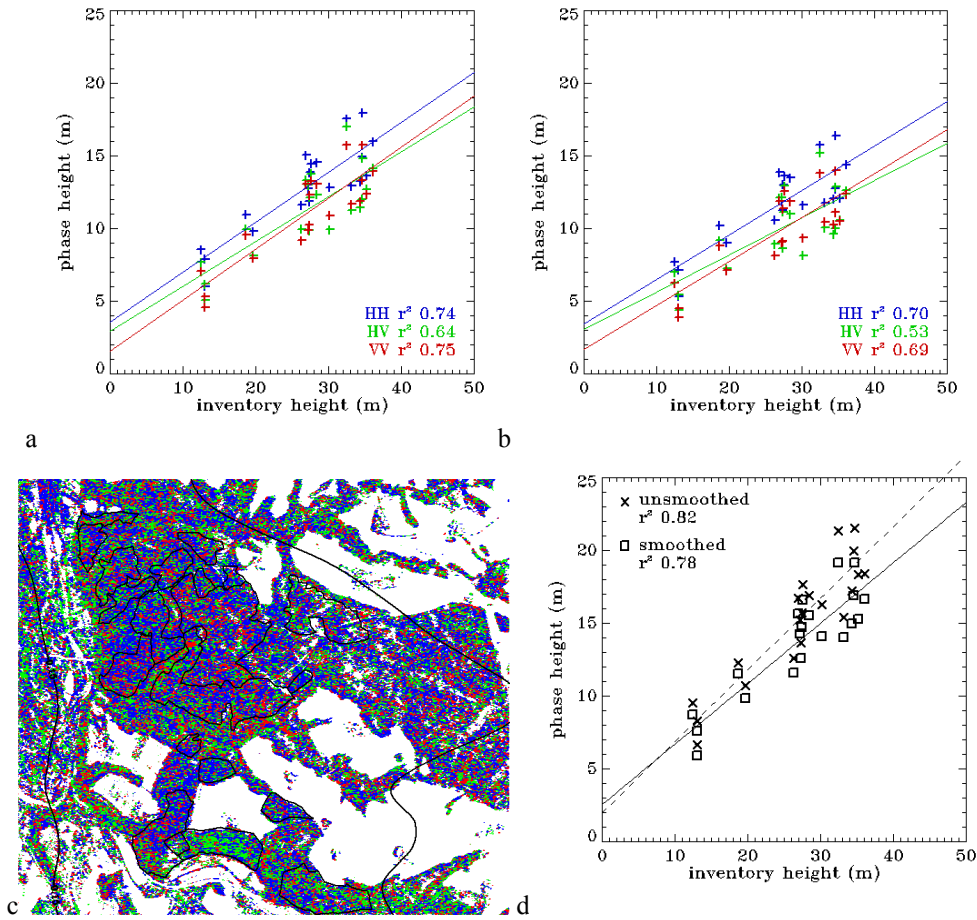 25
20
15
10
5
0
phase height (m)
HH r² 0.74
HV r² 0.64
VV r² 0.75
0 10 20 30 40 50
inventory height (m)
a
25
20
15
10
5
0
phase height (m)
HH r² 0.70
HV r² 0.53
VV r² 0.69
0 10 20 30 40 50
inventory height (m)
b
c
25
20
15
10
5
0
phase height (m)
unsmoothed
r² 0.82
smoothed
r² 0.78
0 10 20 30 40 50
inventory height (m)
d